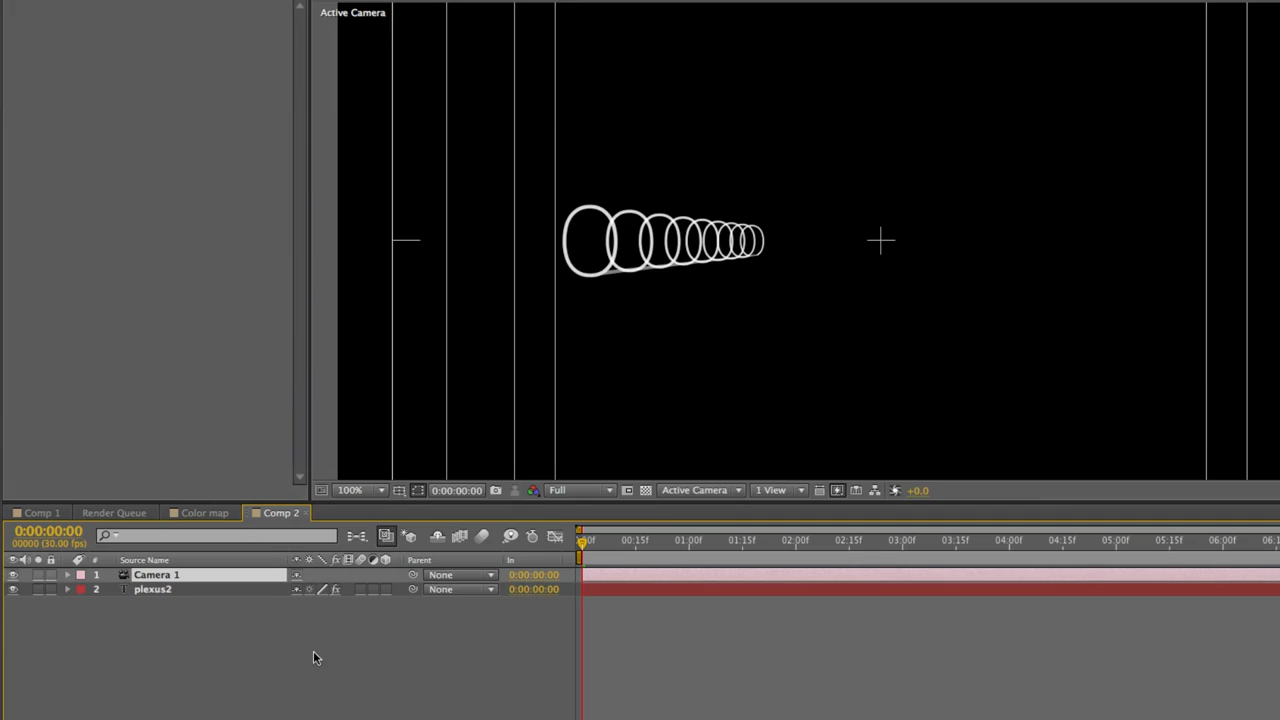 Active Camera
100% 0:00:00:00 Full Active Camera 1 View +0.0
Comp 1 Render Queue Color map Comp 2 ×
0:00:00:00
00000 (30.00 fps)
00:15f 01:00f 01:15f 02:00f 02:15f 03:00f 03:15f 04:00f 04:15f 05:00f 05:15f 06:00f
# Source Name fx Parent In
1 Camera 1 None 0:00:00:00
2 T plexus2 fx None 0:00:00:00